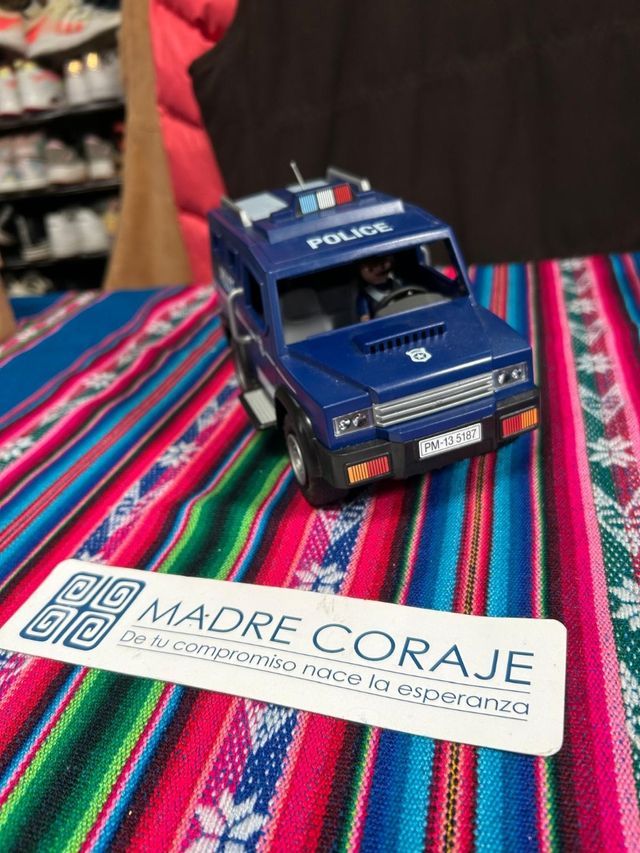 POLICE
PM-13 5187
MADRE CORAJE
De tu compromiso nace la esperanza